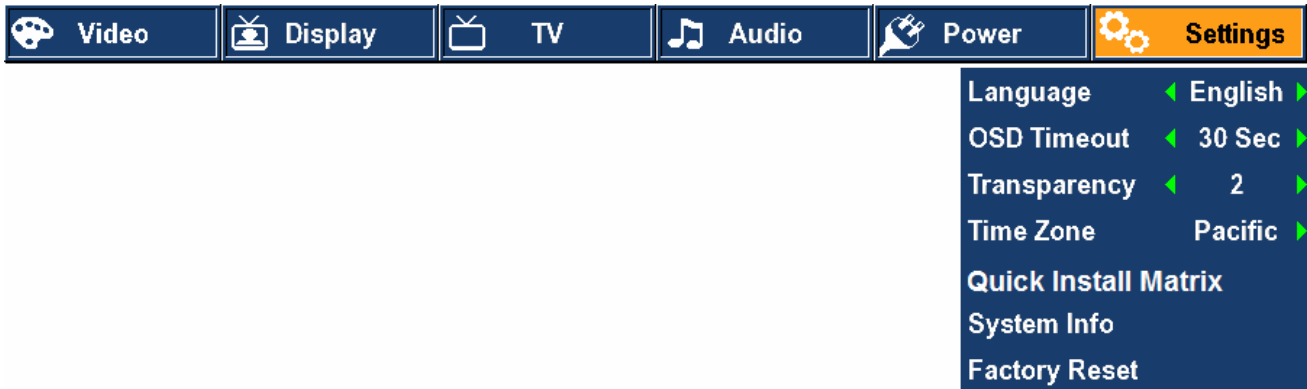 Video Display TV Audio Power Settings
Language English
OSD Timeout 30 Sec
Transparency 2
Time Zone Pacific
Quick Install Matrix
System Info
Factory Reset